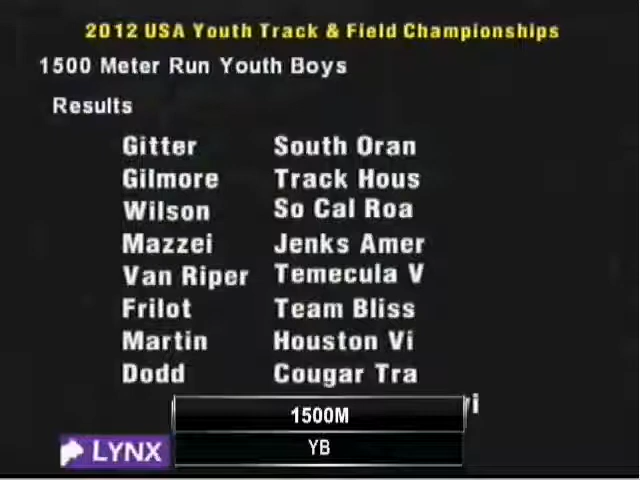 2012 USA Youth Track & Field Championships
1500 Meter Run Youth Boys
Results
Gitter South Oran
Gilmore Track Hous
Wilson So Cal Roa
Mazzei Jenks Amer
Van Riper Temecula V
Frilot Team Bliss
Martin Houston Vi
Dodd Cougar Tra
1500M
LYNX YB